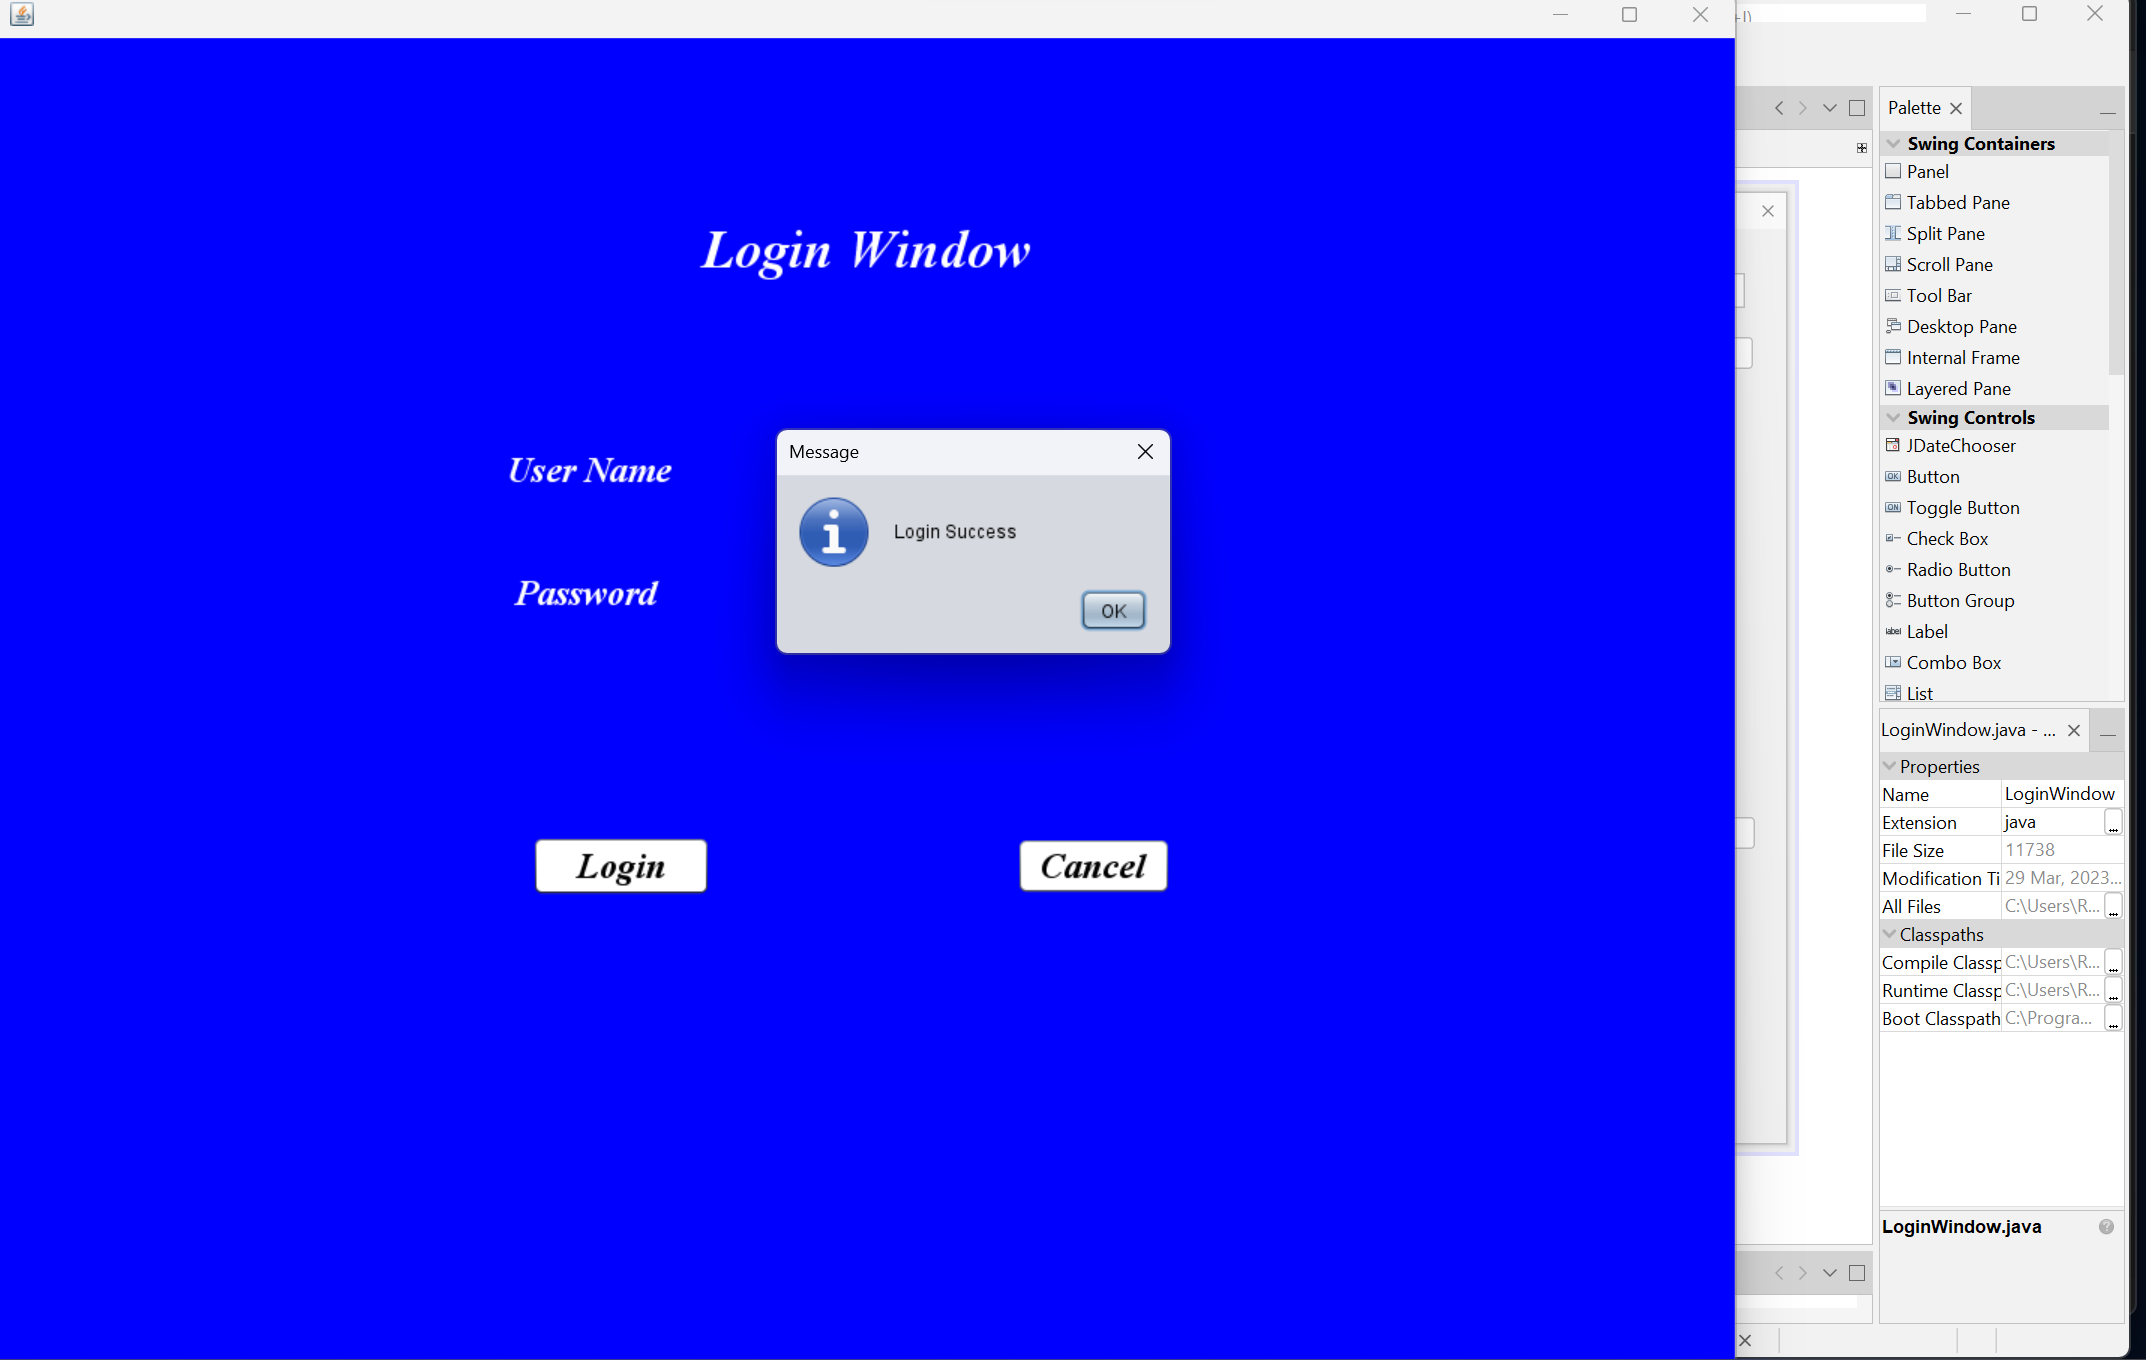 Login Window
User Name
Password
Message
Login Success
OK
Login
Cancel
Palette
Swing Containers
Panel
Tabbed Pane
Split Pane
Scroll Pane
Tool Bar
Desktop Pane
Internal Frame
Layered Pane
Swing Controls
JDateChooser
Button
Toggle Button
Check Box
Radio Button
Button Group
Label
Combo Box
List
LoginWindow.java - ...
Properties
Name LoginWindow
Extension java ...
File Size 11738
Modification Ti 29 Mar, 2023...
All Files C:\Users\R... ...
Classpaths
Compile Classp C:\Users\R... ...
Runtime Classp C:\Users\R... ...
Boot Classpath C:\Progra... ...
LoginWindow.java